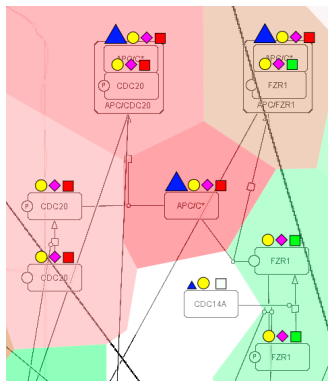 APC/C*
APC/C*
CDC20
FZR1
P
APC/CDC20
APC/FZR1
P
CDC20
APC/C*
CDC20
FZR1
CDC14A
P
FZR1